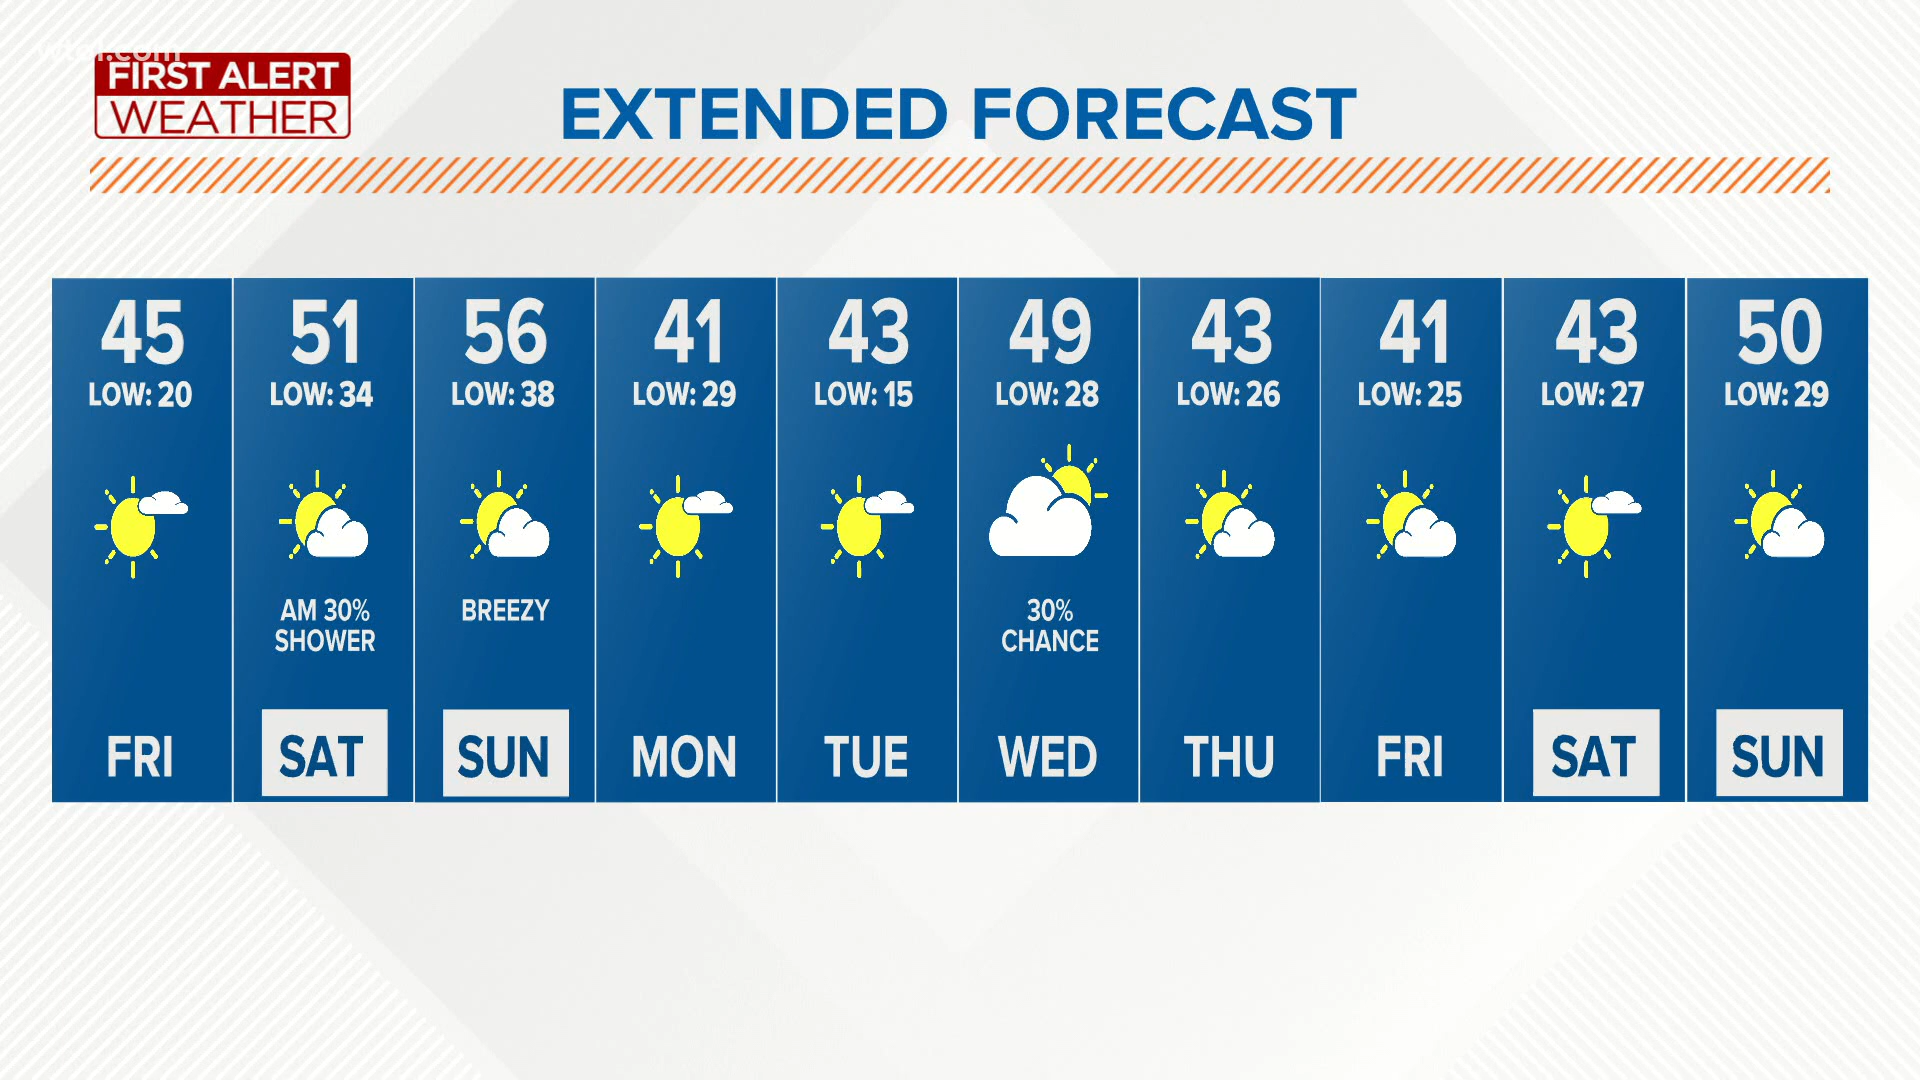 FIRST ALERT
WEATHER
EXTENDED FORECAST
45
LOW: 20
FRI
51
LOW: 34
AM 30%
SHOWER
SAT
56
LOW: 38
BREEZY
SUN
41
LOW: 29
MON
43
LOW: 15
TUE
49
LOW: 28
30%
CHANCE
WED
43
LOW: 26
THU
41
LOW: 25
FRI
43
LOW: 27
SAT
50
LOW: 29
SUN